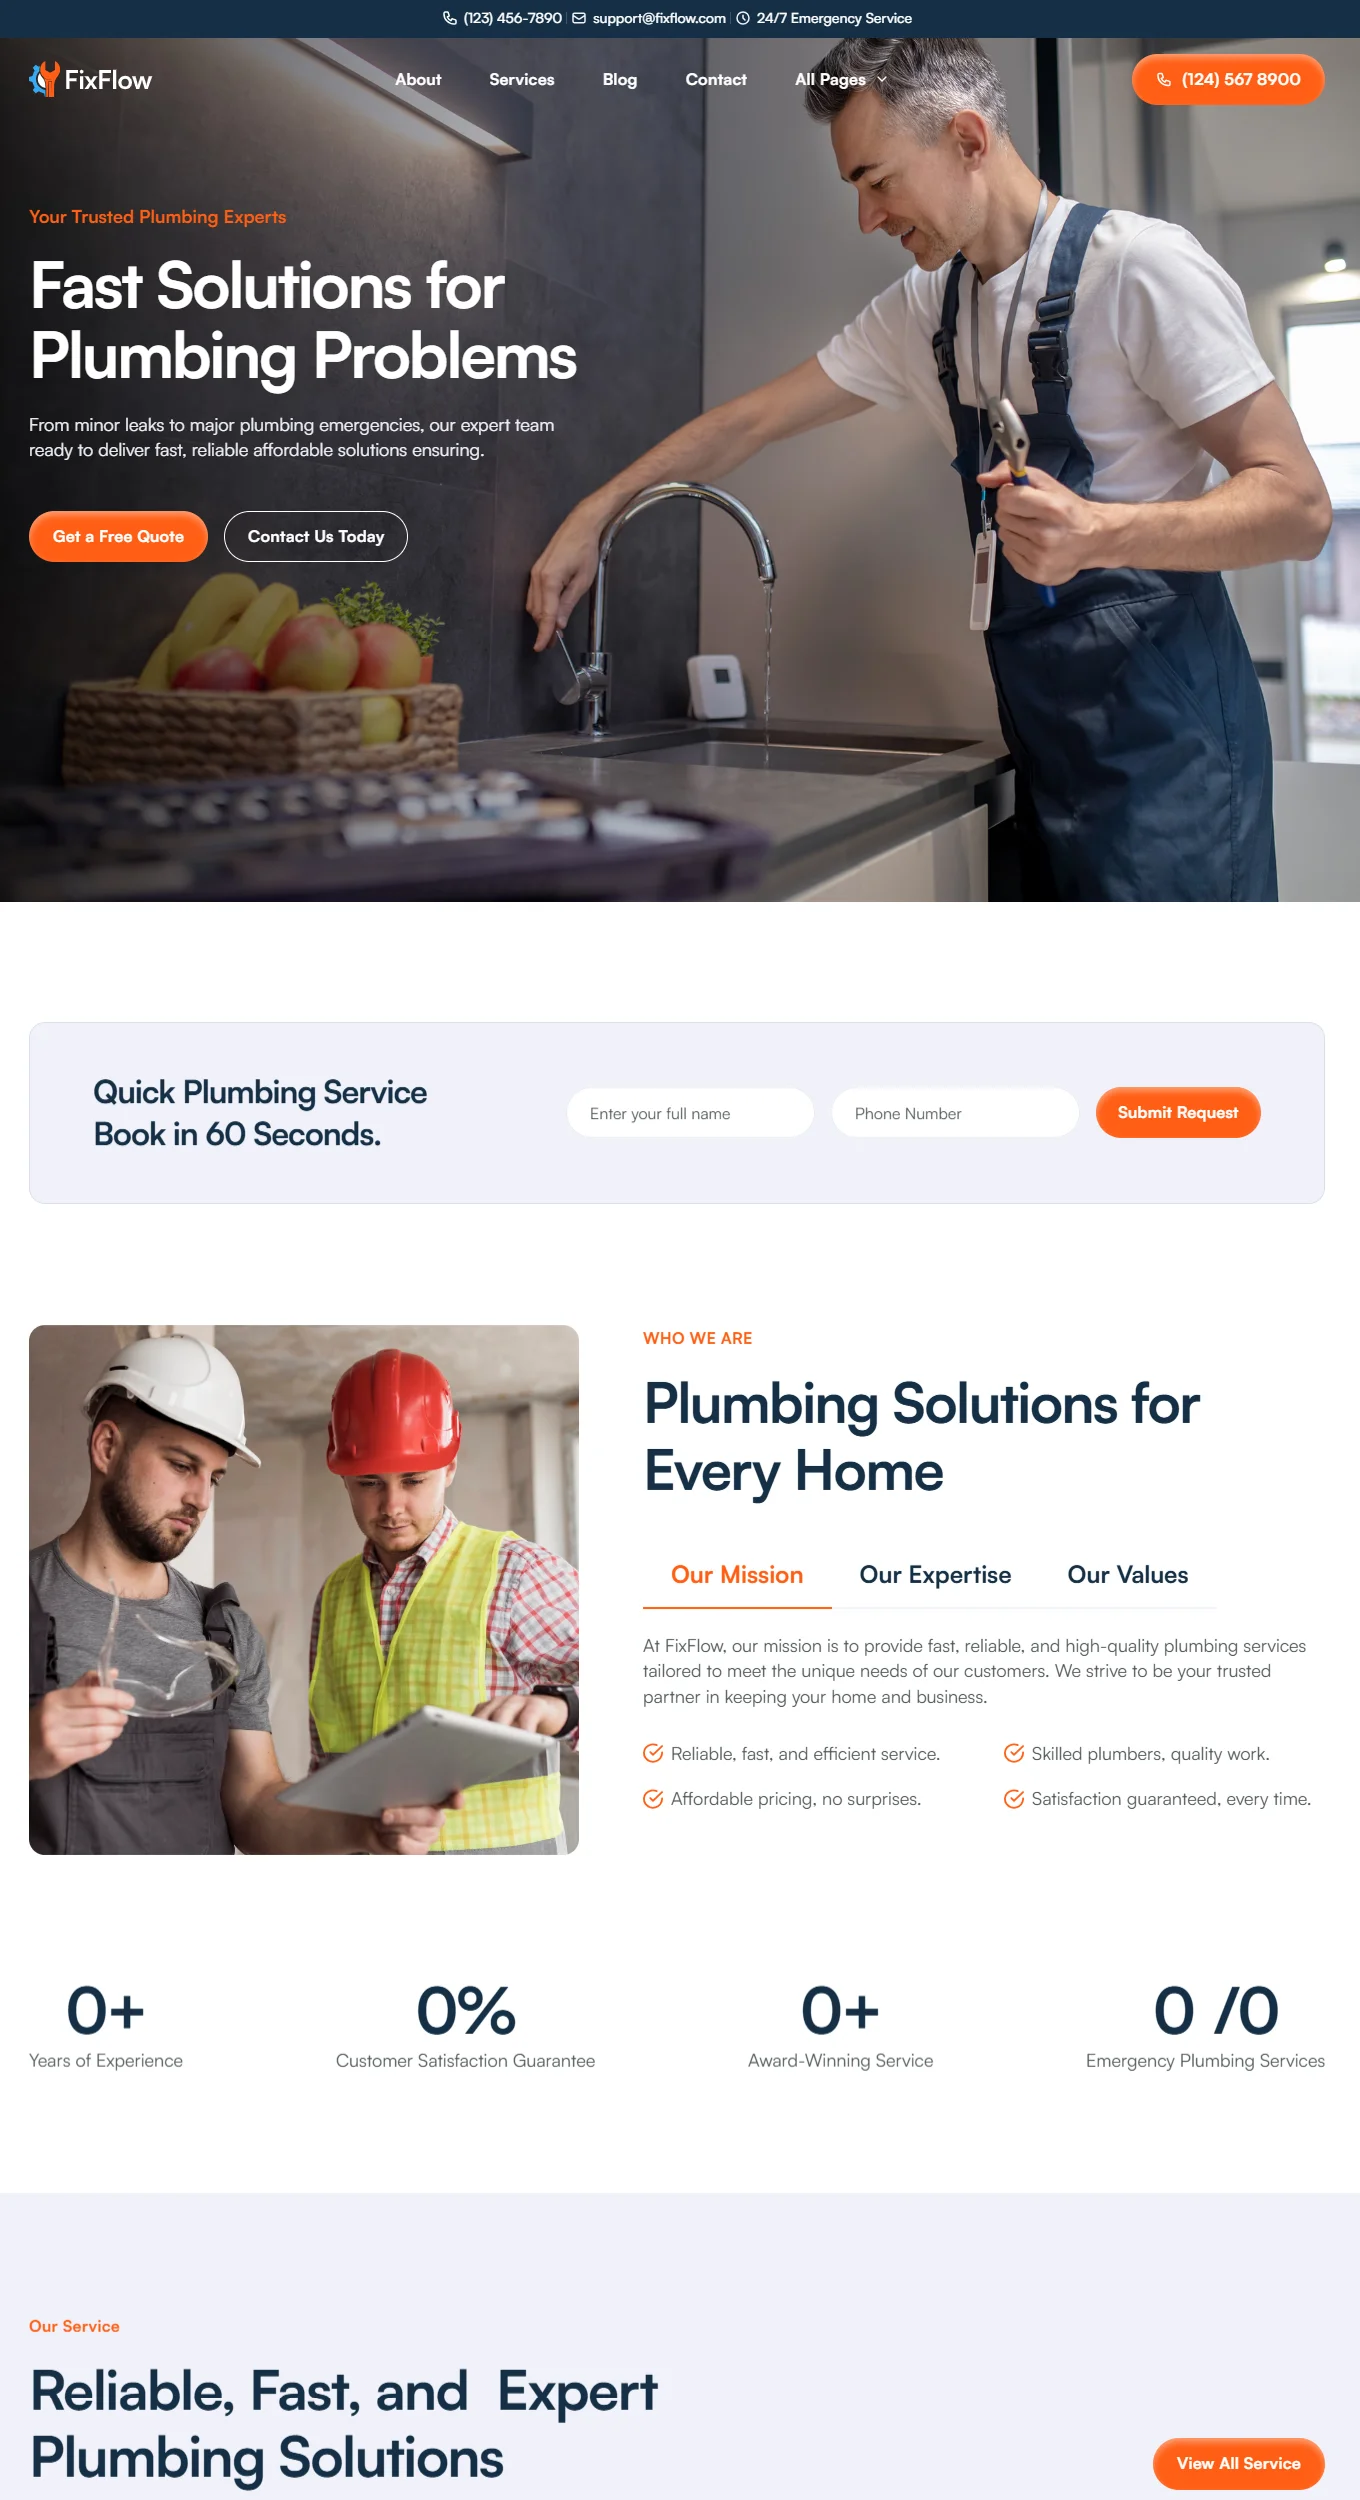 (123) 456-7890 support@fixflow.com 24/7 Emergency Service
FixFlow About Services Blog Contact All Pages (124) 567 8900
Your Trusted Plumbing Experts
Fast Solutions for
Plumbing Problems
From minor leaks to major plumbing emergencies, our expert team
ready to deliver fast, reliable affordable solutions ensuring.
Get a Free Quote Contact Us Today
Quick Plumbing Service
Book in 60 Seconds.
Enter your full name Phone Number Submit Request
WHO WE ARE
Plumbing Solutions for
Every Home
Our Mission Our Expertise Our Values
At FixFlow, our mission is to provide fast, reliable, and high-quality plumbing services
tailored to meet the unique needs of our customers. We strive to be your trusted
partner in keeping your home and business.
Reliable, fast, and efficient service. Skilled plumbers, quality work.
Affordable pricing, no surprises. Satisfaction guaranteed, every time.
0+ 0% 0+ 0 /0
Years of Experience Customer Satisfaction Guarantee Award-Winning Service Emergency Plumbing Services
Our Service
Reliable, Fast, and Expert
Plumbing Solutions
View All Service